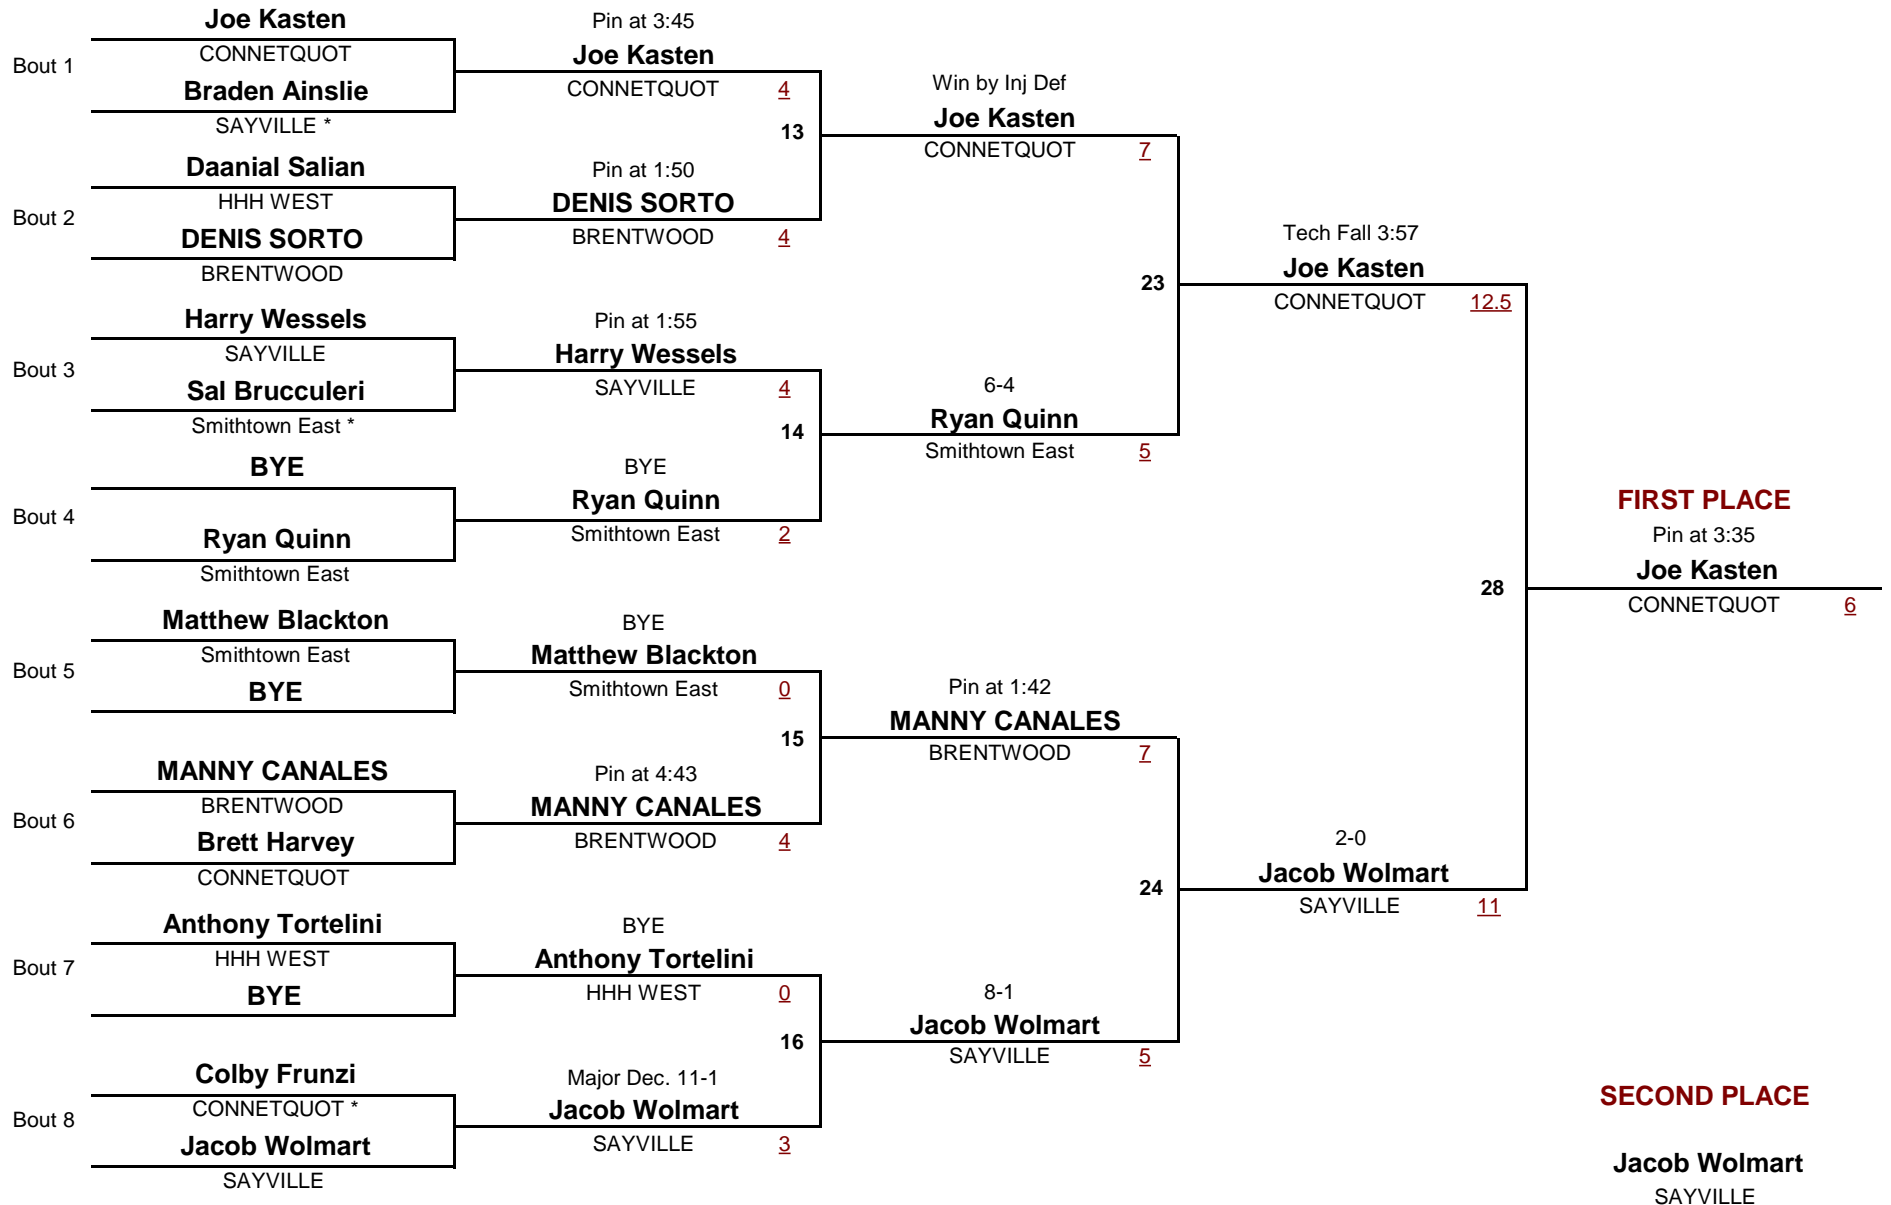 Joe Kasten
Bout 1
CONNETQUOT
Braden Ainslie
SAYVILLE *
Daanial Salian
Bout 2
HHH WEST
DENIS SORTO
BRENTWOOD
Harry Wessels
Bout 3
SAYVILLE
Sal Brucculeri
Smithtown East *
BYE
Bout 4
Ryan Quinn
Smithtown East
Matthew Blackton
Bout 5
Smithtown East
BYE
MANNY CANALES
Bout 6
BRENTWOOD
Brett Harvey
CONNETQUOT
Anthony Tortelini
Bout 7
HHH WEST
BYE
Colby Frunzi
Bout 8
CONNETQUOT *
Jacob Wolmart
SAYVILLE
Pin at 3:45
Joe Kasten
CONNETQUOT 4
13
Pin at 1:50
DENIS SORTO
BRENTWOOD 4
Pin at 1:55
Harry Wessels
SAYVILLE 4
14
BYE
Ryan Quinn
Smithtown East 2
BYE
Matthew Blackton
Smithtown East 0
15
Pin at 4:43
MANNY CANALES
BRENTWOOD 4
BYE
Anthony Tortelini
HHH WEST 0
16
Major Dec. 11-1
Jacob Wolmart
SAYVILLE 3
Win by Inj Def
Joe Kasten
CONNETQUOT 7
23
6-4
Ryan Quinn
Smithtown East 5
Pin at 1:42
MANNY CANALES
BRENTWOOD 7
24
8-1
Jacob Wolmart
SAYVILLE 5
Tech Fall 3:57
Joe Kasten
CONNETQUOT 12.5
28
2-0
Jacob Wolmart
SAYVILLE 11
FIRST PLACE
Pin at 3:35
Joe Kasten
CONNETQUOT 6
SECOND PLACE
Jacob Wolmart
SAYVILLE